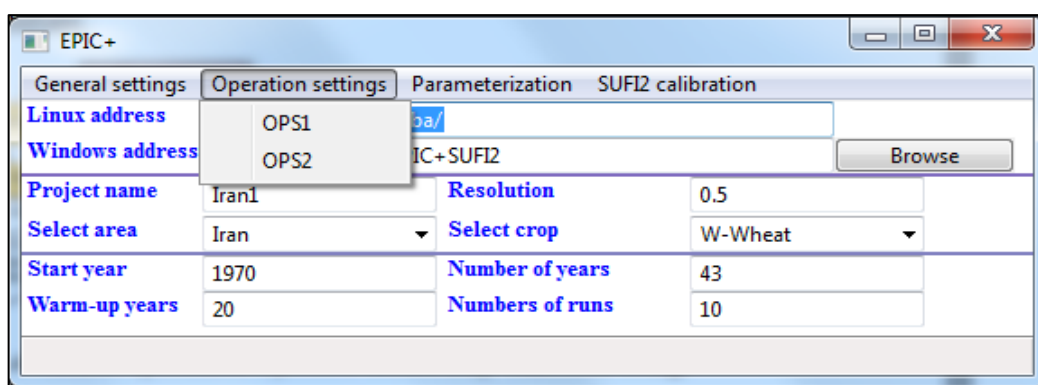 EPIC+
General settings Operation settings Parameterization SUFI2 calibration
Linux address OPS1 ba/
Windows address OPS2 IC+SUFI2 Browse
Project name Iran1 Resolution 0.5
Select area Iran Select crop W-Wheat
Start year 1970 Number of years 43
Warm-up years 20 Numbers of runs 10